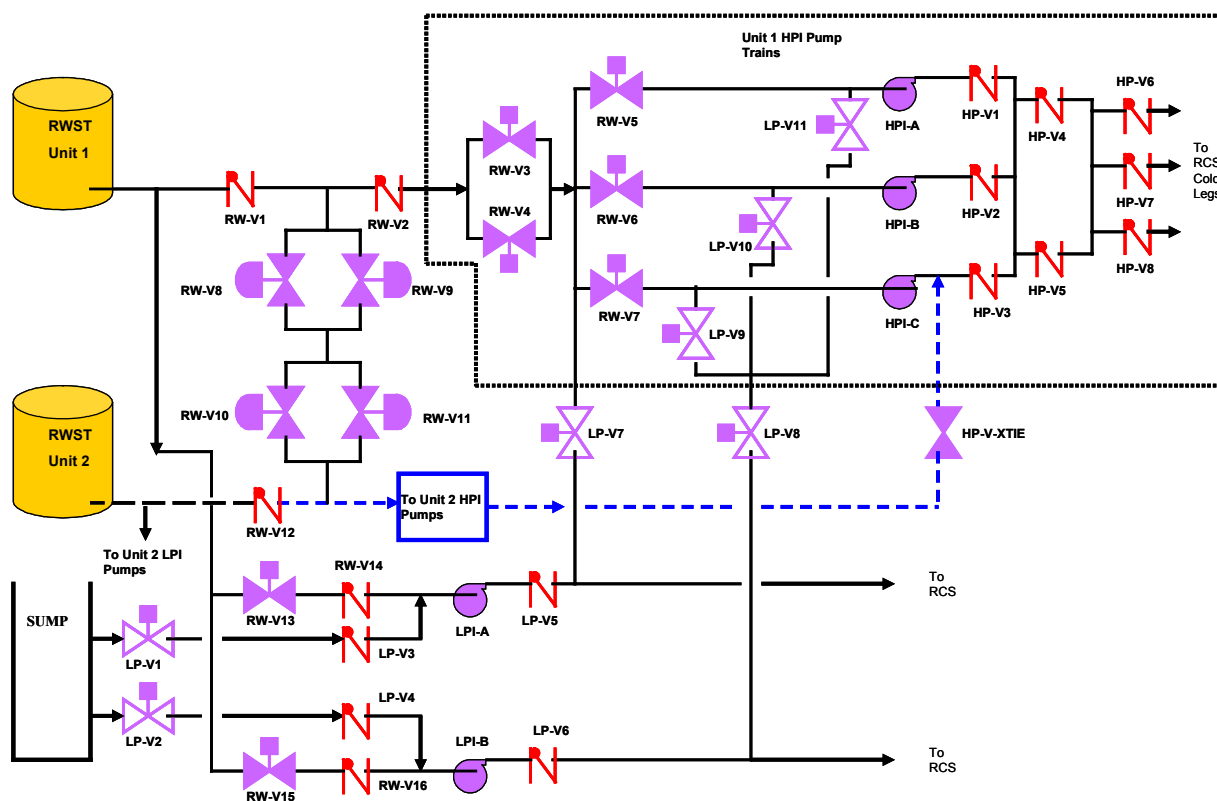 Unit 1 HPI Pump
Trains
RWST
Unit 1
RW-V5
LP-V11
HPI-A
HP-V1
HP-V4
HP-V6
To
RCS
Cold
Legs
RW-V3
RW-V4
RW-V1
RW-V2
RW-V6
HPI-B
HP-V2
HP-V7
LP-V10
RW-V8
RW-V9
RW-V7
HPI-C
HP-V3
HP-V5
HP-V8
LP-V9
RWST
Unit 2
RW-V10
RW-V11
LP-V7
LP-V8
HP-V-XTIE
RW-V12
To Unit 2 HPI
Pumps
To Unit 2 LPI
Pumps
RW-V14
RW-V13
LPI-A
LP-V5
To
RCS
SUMP
LP-V1
LP-V3
LP-V4
LP-V2
LPI-B
LP-V6
RW-V15
RW-V16
To
RCS